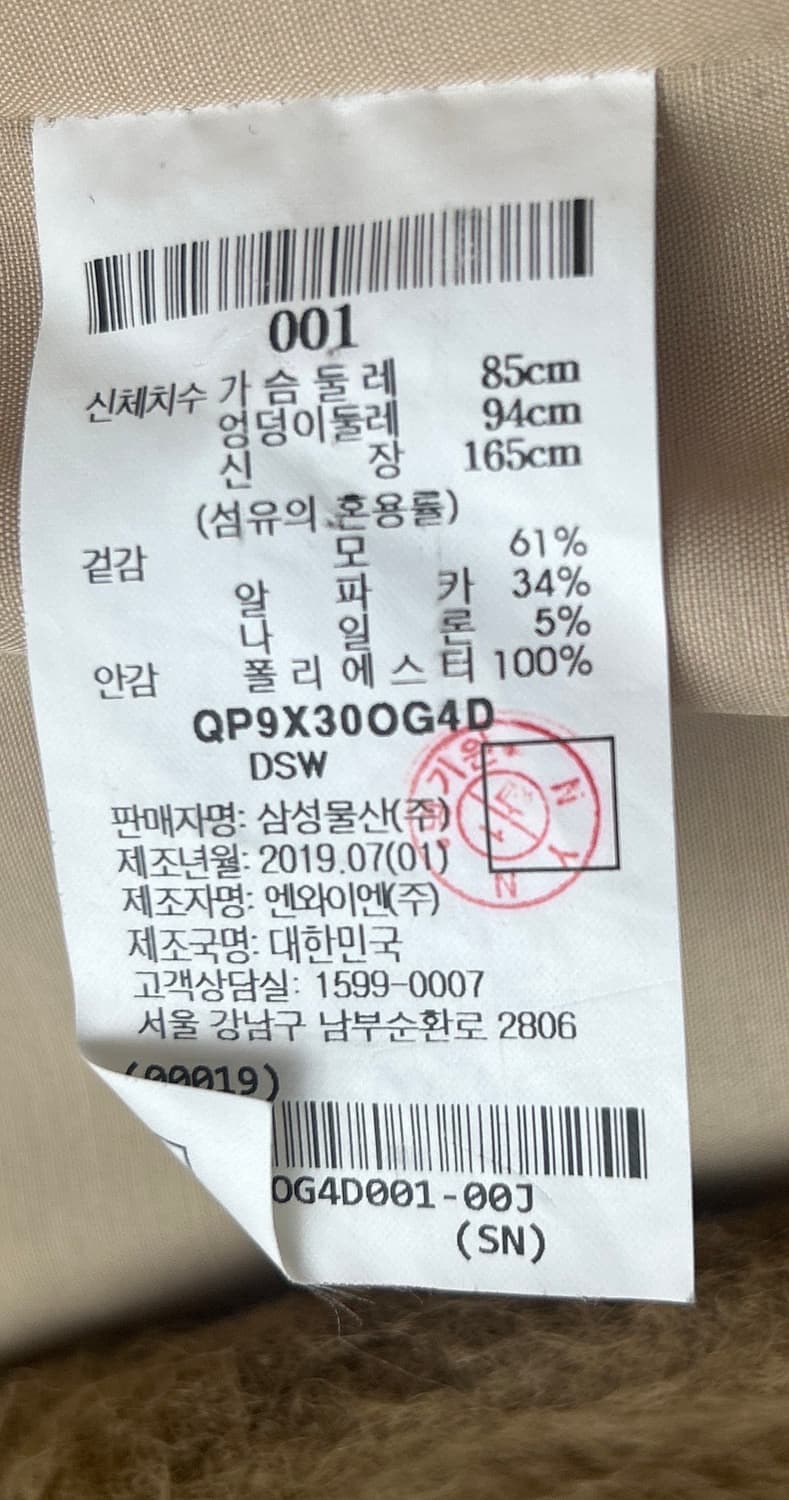 001
신체치수 가슴둘레 85cm
엉덩이둘레 94cm
신장 165cm
(섬유의 혼용률)
겉감 모 61%
알파카 34%
나일론 5%
안감 폴리에스터 100%
QP9X30OG4D
DSW
판매자명: 삼성물산(주)
제조년월: 2019.07(01)
제조자명: 엔와이엔(주)
제조국명: 대한민국
고객상담실: 1599-0007
서울 강남구 남부순환로 2806
(00019)
OG4D001-00J
(SN)
N Y N